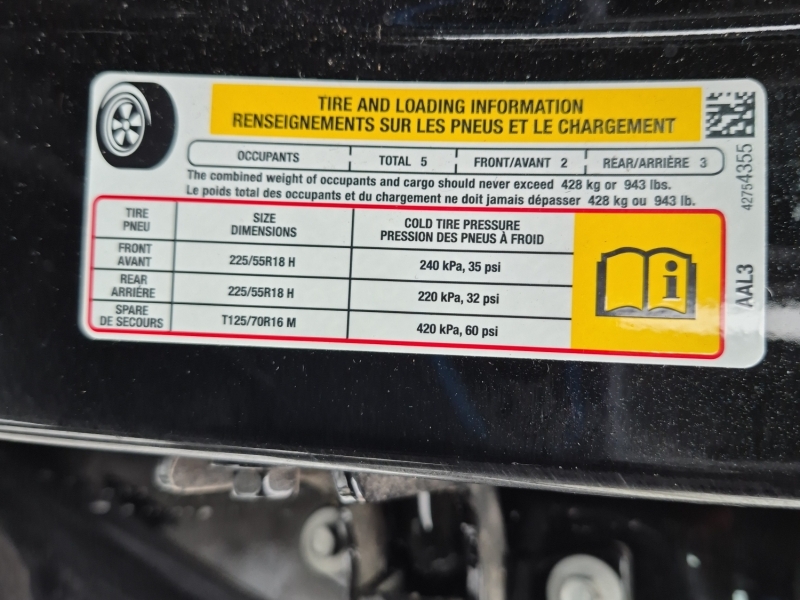 TIRE AND LOADING INFORMATION
RENSEIGNEMENTS SUR LES PNEUS ET LE CHARGEMENT
OCCUPANTS TOTAL 5 FRONT/AVANT 2 REAR/ARRIÈRE 3
The combined weight of occupants and cargo should never exceed 428 kg or 943 lbs.
Le poids total des occupants et du chargement ne doit jamais dépasser 428 kg ou 943 lb.
TIRE
PNEU
SIZE
DIMENSIONS
COLD TIRE PRESSURE
PRESSION DES PNEUS À FROID
FRONT
AVANT
225/55R18 H
240 kPa, 35 psi
REAR
ARRIÈRE
225/55R18 H
220 kPa, 32 psi
SPARE
DE SECOURS
T125/70R16 M
420 kPa, 60 psi
42754355
AAL3